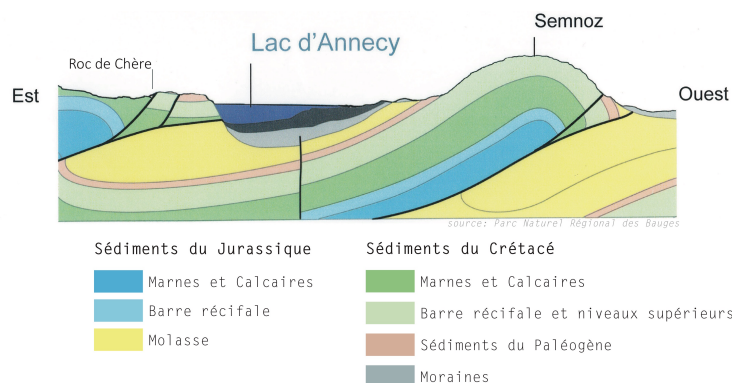 Semnoz
Lac d’Annecy
Roc de Chère
Est
Ouest
source: Parc Naturel Régional des Bauges
Sédiments du Jurassique
Marnes et Calcaires
Barre récifale
Molasse
Sédiments du Crétacé
Marnes et Calcaires
Barre récifale et niveaux supérieurs
Sédiments du Paléogène
Moraines